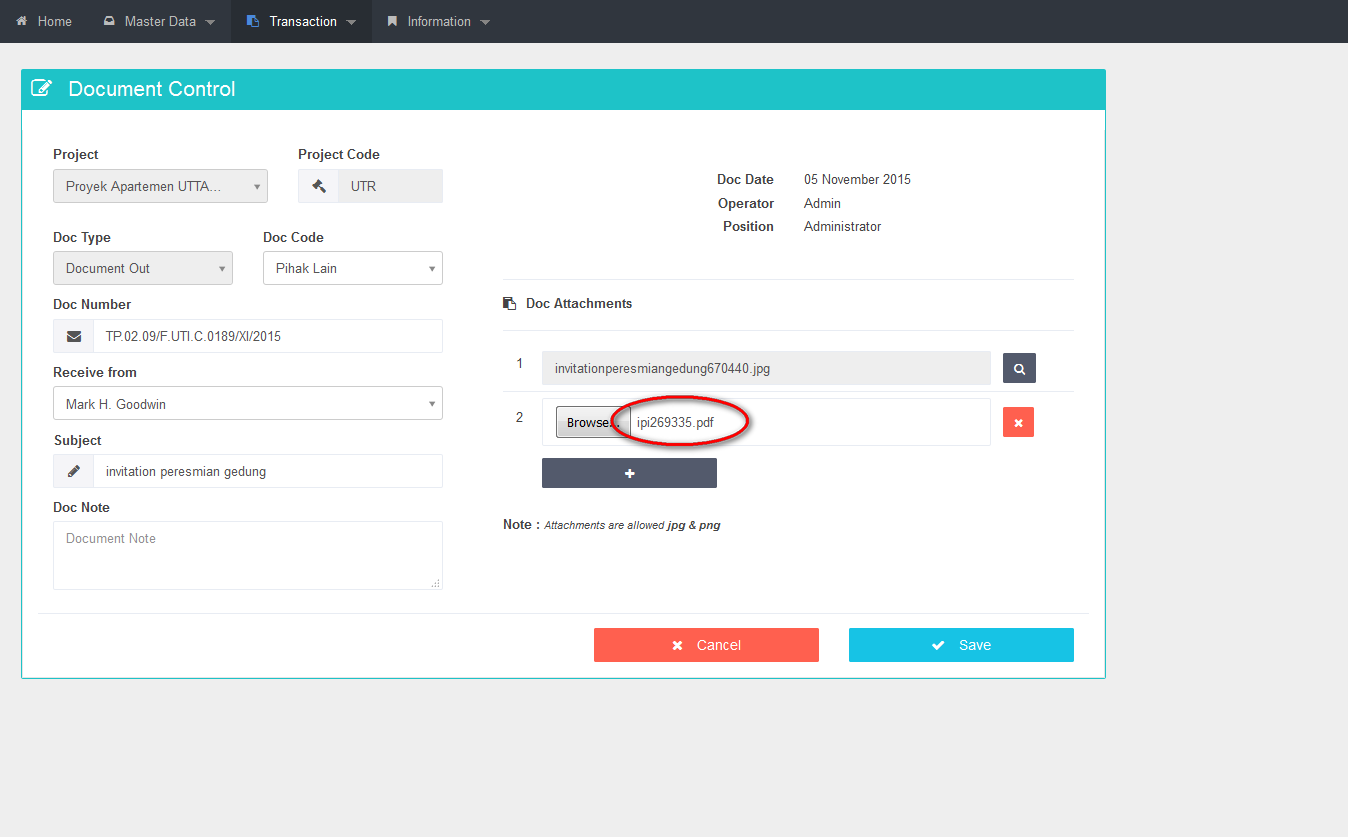 Home Master Data Transaction Information
Document Control
Project
Proyek Apartemen UTTA...
Project Code
UTR
Doc Type
Document Out
Doc Code
Pihak Lain
Doc Number
TP.02.09/F.UTI.C.0189/XI/2015
Receive from
Mark H. Goodwin
Subject
invitation peresmian gedung
Doc Note
Document Note
Doc Date 05 November 2015
Operator Admin
Position Administrator
Doc Attachments
1 invitationperesmiangedung670440.jpg
2 Browse... ipi269335.pdf
Note : Attachments are allowed jpg & png
Cancel
Save